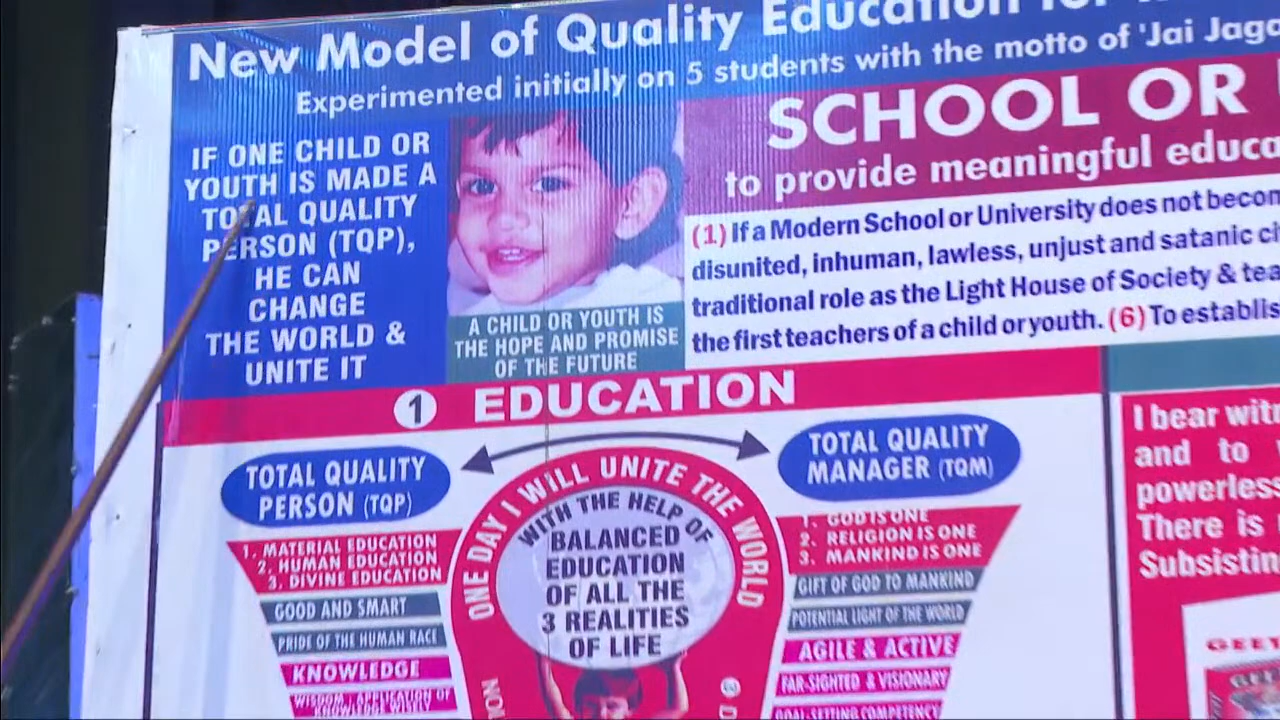 New Model of Quality Education for
Experimented initially on 5 students with the motto of 'Jai Jaga
IF ONE CHILD OR
YOUTH IS MADE A
TOTAL QUALITY
PERSON (TQP),
HE CAN
CHANGE
THE WORLD &
UNITE IT
A CHILD OR YOUTH IS
THE HOPE AND PROMISE
OF THE FUTURE
SCHOOL OR
to provide meaningful educa
(1) If a Modern School or University does not becom
disunited, inhuman, lawless, unjust and satanic ci
traditional role as the Light House of Society & tea
the first teachers of a child or youth. (6) To establis
1 EDUCATION
TOTAL QUALITY
PERSON (TQP)
1. MATERIAL EDUCATION
2. HUMAN EDUCATION
3. DIVINE EDUCATION
GOOD AND SMART
PRIDE OF THE HUMAN RACE
KNOWLEDGE
WISDOM: APPLICATION OF
KNOWLEDGE WISELY
ONE DAY I WILL UNITE THE WORLD
WITH THE HELP OF
BALANCED
EDUCATION
OF ALL THE
3 REALITIES
OF LIFE
TOTAL QUALITY
MANAGER (TQM)
1. GOD IS ONE
2. RELIGION IS ONE
3. MANKIND IS ONE
GIFT OF GOD TO MANKIND
POTENTIAL LIGHT OF THE WORLD
AGILE & ACTIVE
FAR-SIGHTED & VISIONARY
GOAL-SETTING COMPETENCY
I bear witn
and to
powerless
There is
Subsistin